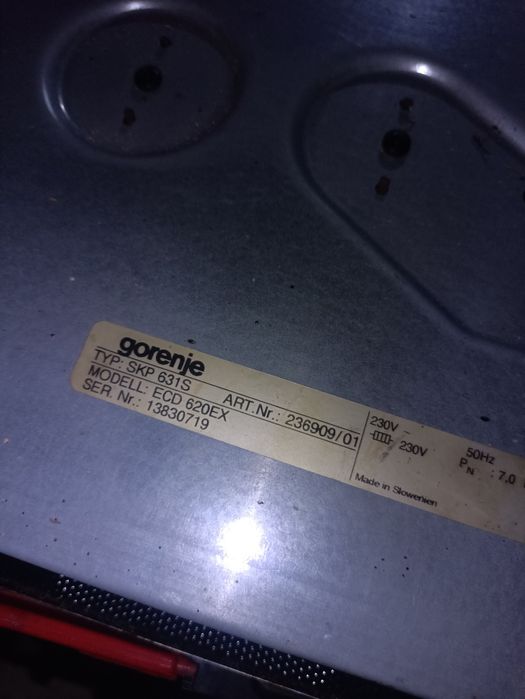 gorenje
TYP: SKP 631S
ART.Nr.: 236909/01
MODELL: ECD 620EX
SER. Nr.: 13830719
230V ~
230V
50Hz
PN : 7,0
Made in Slowenien